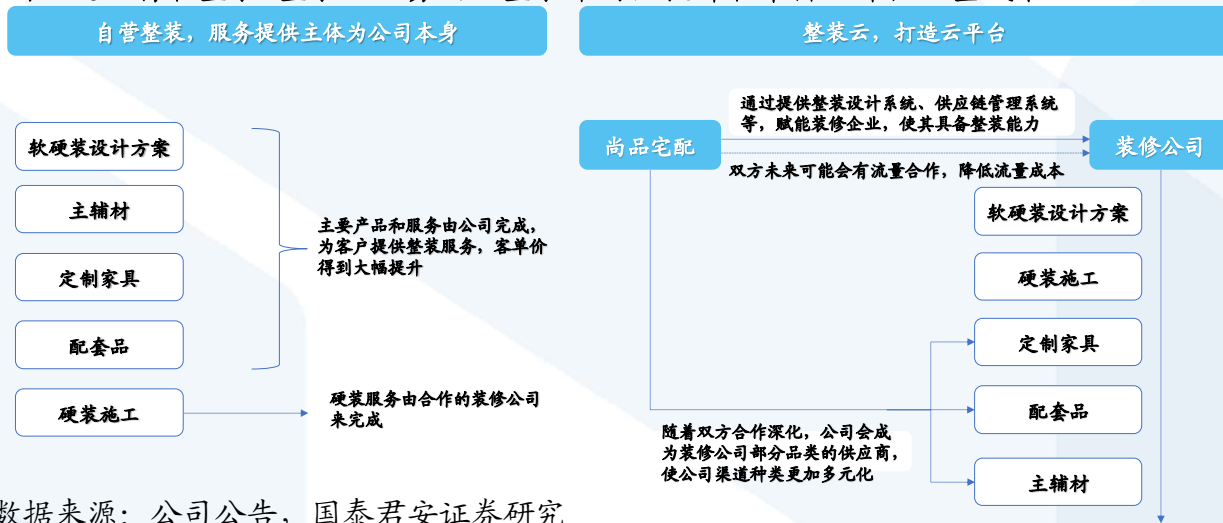 自营整装，服务提供主体为公司本身
软硬装设计方案
主辅材
定制家具
配套品
硬装施工
主要产品和服务由公司完成，
为客户提供整装服务，客单价
得到大幅提升
硬装服务由合作的装修公司
来完成
整装云，打造云平台
通过提供整装设计系统、供应链管理系统
等，赋能装修企业，使其具备整装能力
尚品宅配
装修公司
双方未来可能会有流量合作，降低流量成本
软硬装设计方案
硬装施工
定制家具
配套品
主辅材
随着双方合作深化，公司会成
为装修公司部分品类的供应商，
使公司渠道种类更加多元化
数据来源：公司公告，国泰君安证券研究